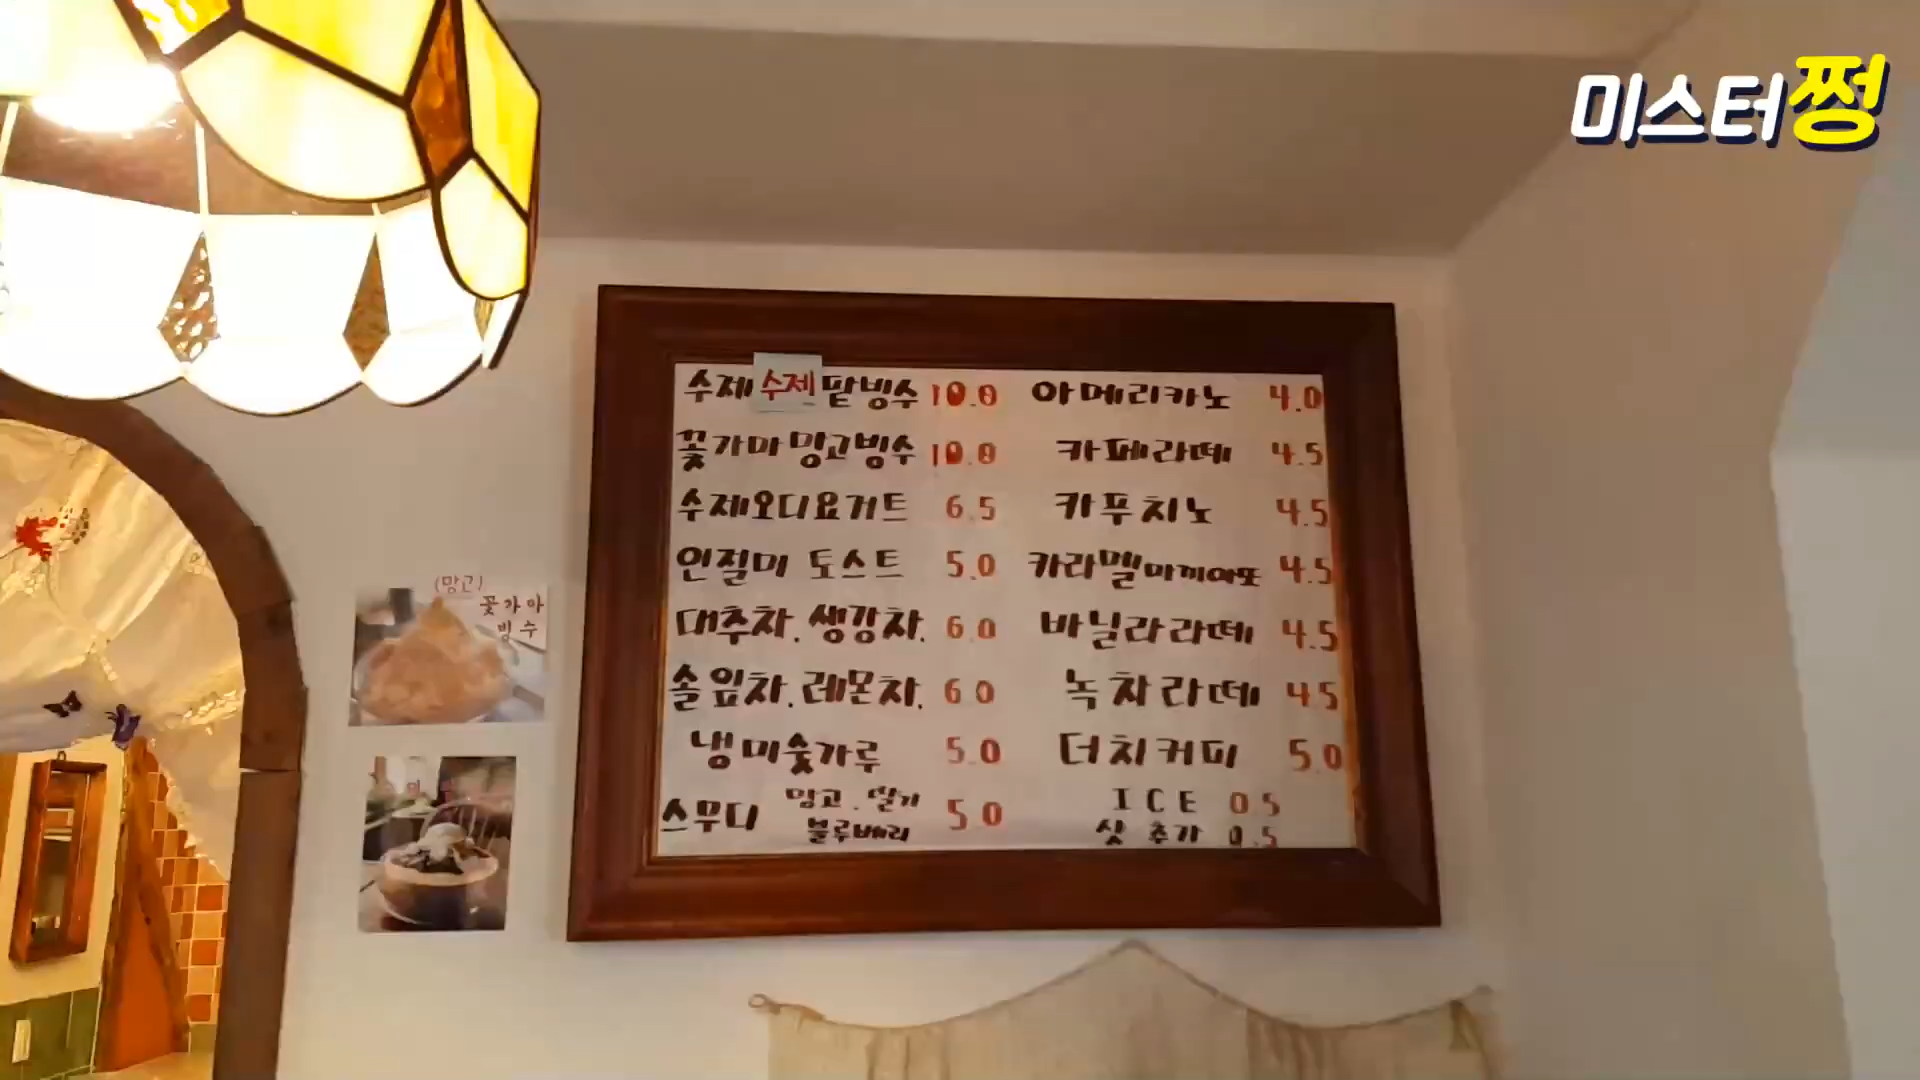 미스터쩡
수제 수제 팥빙수 10.0
꽃가마 망고빙수 10.0
수제오디요거트 6.5
인절미 토스트 5.0
대추차. 생강차. 6.0
솔잎차. 레몬차. 6.0
냉미숫가루 5.0
스무디 망고. 딸기 5.0
블루베리
아메리카노 4.0
카페라떼 4.5
카푸치노 4.5
카라멜마끼아또 4.5
바닐라라떼 4.5
녹차라떼 4.5
더치커피 5.0
ICE 0.5
샷 추가 0.5
(망고)
꽃가마
빙수